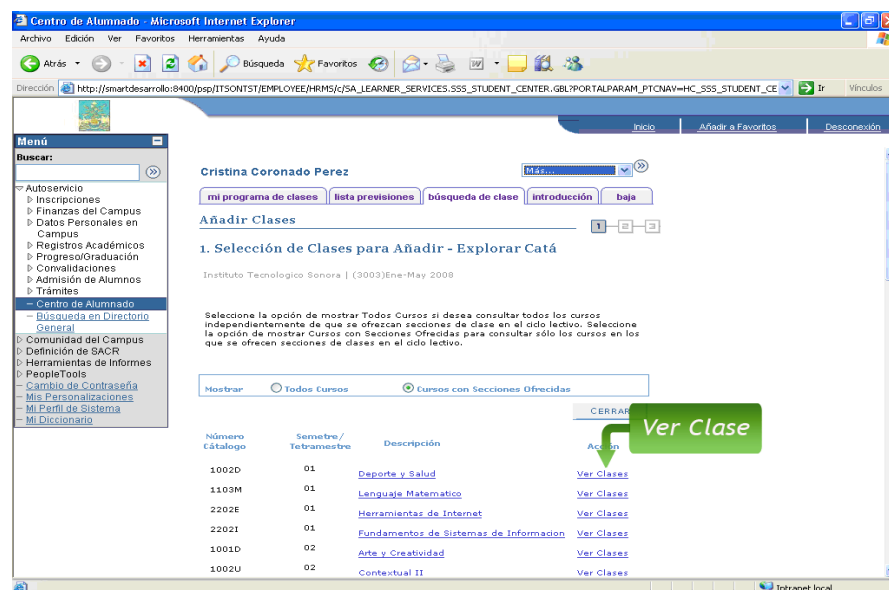 Centro de Alumnado - Microsoft Internet Explorer
Archivo Edición Ver Favoritos Herramientas Ayuda
Atrás Búsqueda Favoritos
Dirección http://smartdesarrollo:8400/psp/ITSONTST/EMPLOYEE/HRMS/c/SA_LEARNER_SERVICES.SSS_STUDENT_CENTER.GBL?PORTALPARAM_PTCNAV=HC_SSS_STUDENT_CE Ir Vínculos
Inicio Añadir a Favoritos Desconexión
Menú
Buscar:
Autoservicio
Inscripciones
Finanzas del Campus
Datos Personales en
Campus
Registros Académicos
Progreso/Graduación
Convalidaciones
Admisión de Alumnos
Trámites
Centro de Alumnado
Búsqueda en Directorio
General
Comunidad del Campus
Definición de SACR
Herramientas de Informes
PeopleTools
Cambio de Contraseña
Mis Personalizaciones
Mi Perfil de Sistema
Mi Diccionario
Cristina Coronado Perez Más...
mi programa de clases lista previsiones búsqueda de clase introducción baja
Añadir Clases 1 2 3
1. Selección de Clases para Añadir - Explorar Catá
Instituto Tecnologico Sonora | (3003)Ene-May 2008
Seleccione la opción de mostrar Todos Cursos si desea consultar todos los cursos
independientemente de que se ofrezcan secciones de clase en el ciclo lectivo. Seleccione
la opción de mostrar Cursos con Secciones Ofrecidas para consultar sólo los cursos en los
que se ofrecen secciones de clases en el ciclo lectivo.
Mostrar Todos Cursos Cursos con Secciones Ofrecidas
CERRAR
Ver Clase
Número Semetre/
Cátalogo Tetramestre Descripción Acción
1002D 01 Deporte y Salud Ver Clases
1103M 01 Lenguaje Matematico Ver Clases
2202E 01 Herramientas de Internet Ver Clases
2202I 01 Fundamentos de Sistemas de Informacion Ver Clases
1001D 02 Arte y Creatividad Ver Clases
1002U 02 Contextual II Ver Clases
Intranet local